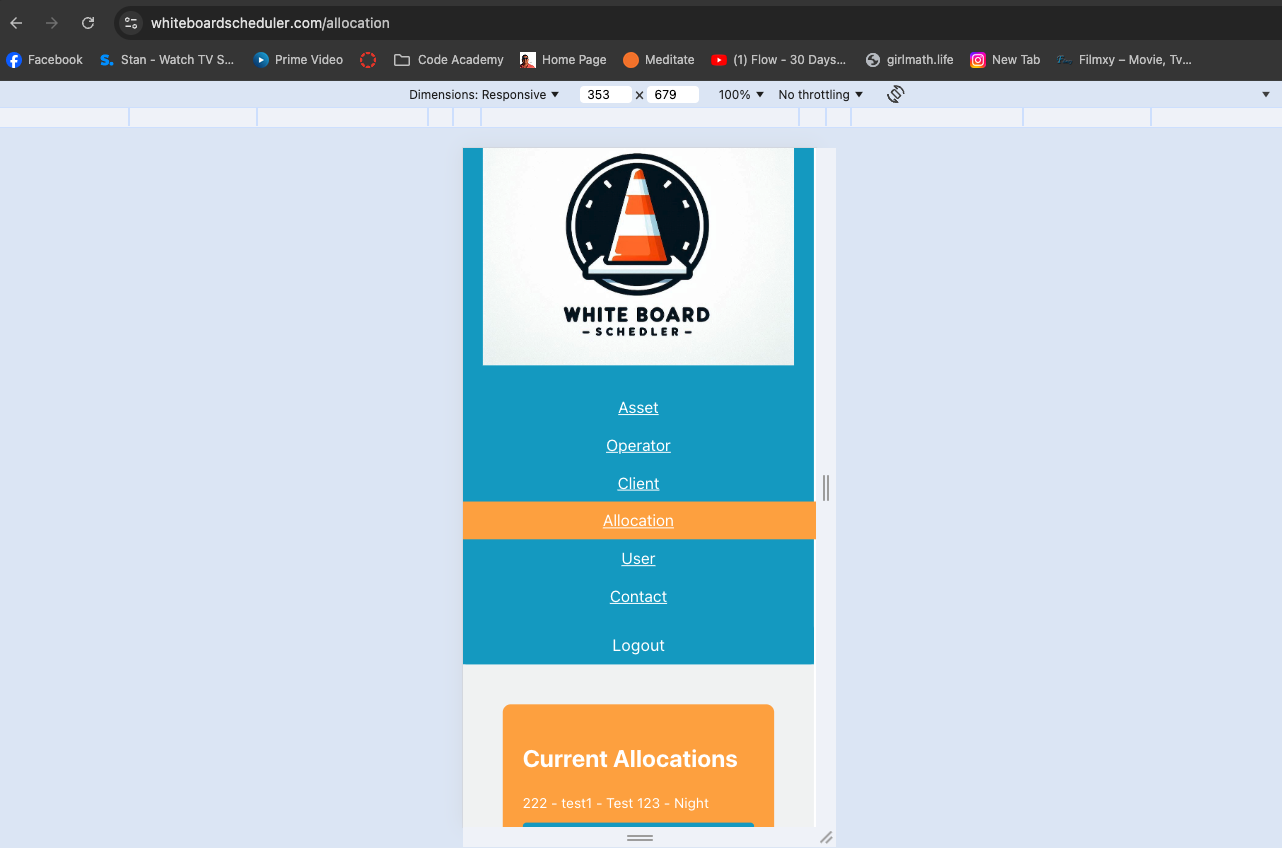 whiteboardscheduler.com/allocation
Facebook Stan - Watch TV S... Prime Video Code Academy Home Page Meditate (1) Flow - 30 Days... girlmath.life New Tab Filmxy – Movie, Tv...
Dimensions: Responsive 353 × 679 100% No throttling
WHITE BOARD
– SCHEDLER –
Asset
Operator
Client
Allocation
User
Contact
Logout
Current Allocations
222 - test1 - Test 123 - Night